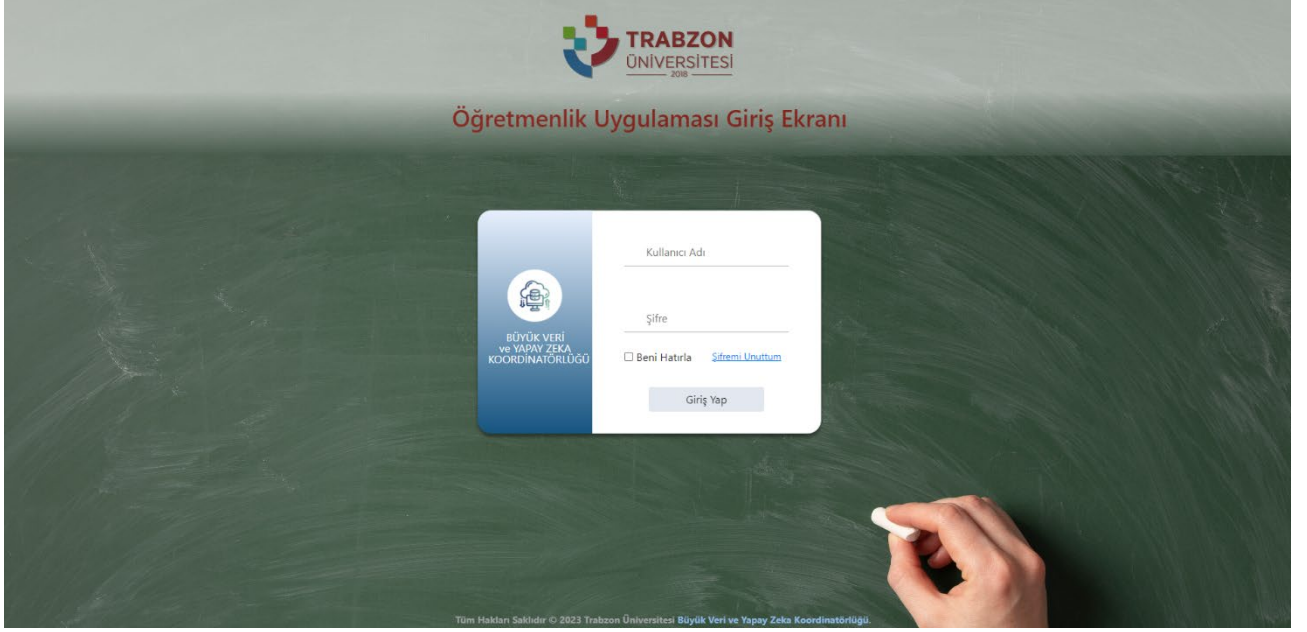 TRABZON
ÜNİVERSİTESİ
2018
Öğretmenlik Uygulaması Giriş Ekranı
Kullanıcı Adı
Şifre
BÜYÜK VERİ
ve YAPAY ZEKA
KOORDİNATÖRLÜĞÜ
Beni Hatırla Şifremi Unuttum
Giriş Yap
Tüm Hakları Saklıdır © 2023 Trabzon Üniversitesi Büyük Veri ve Yapay Zeka Koordinatörlüğü.